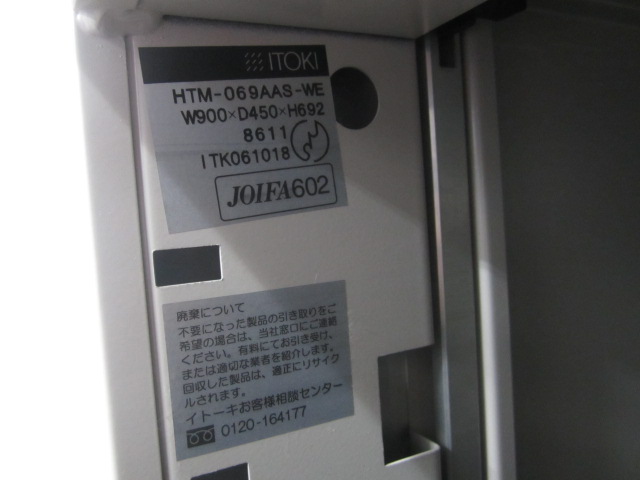 ITOKI
HTM-069AAS-WE
W900×D450×H692
8611
ITK061018
JOIFA602
廃棄について
不要になった製品の引き取りをご
希望の場合は、当社窓口にご連絡
ください。有料にてお引き受け、
または適切な業者を紹介します。
回収した製品は、適正にリサイク
ルされます。
イトーキお客様相談センター
0120-164177